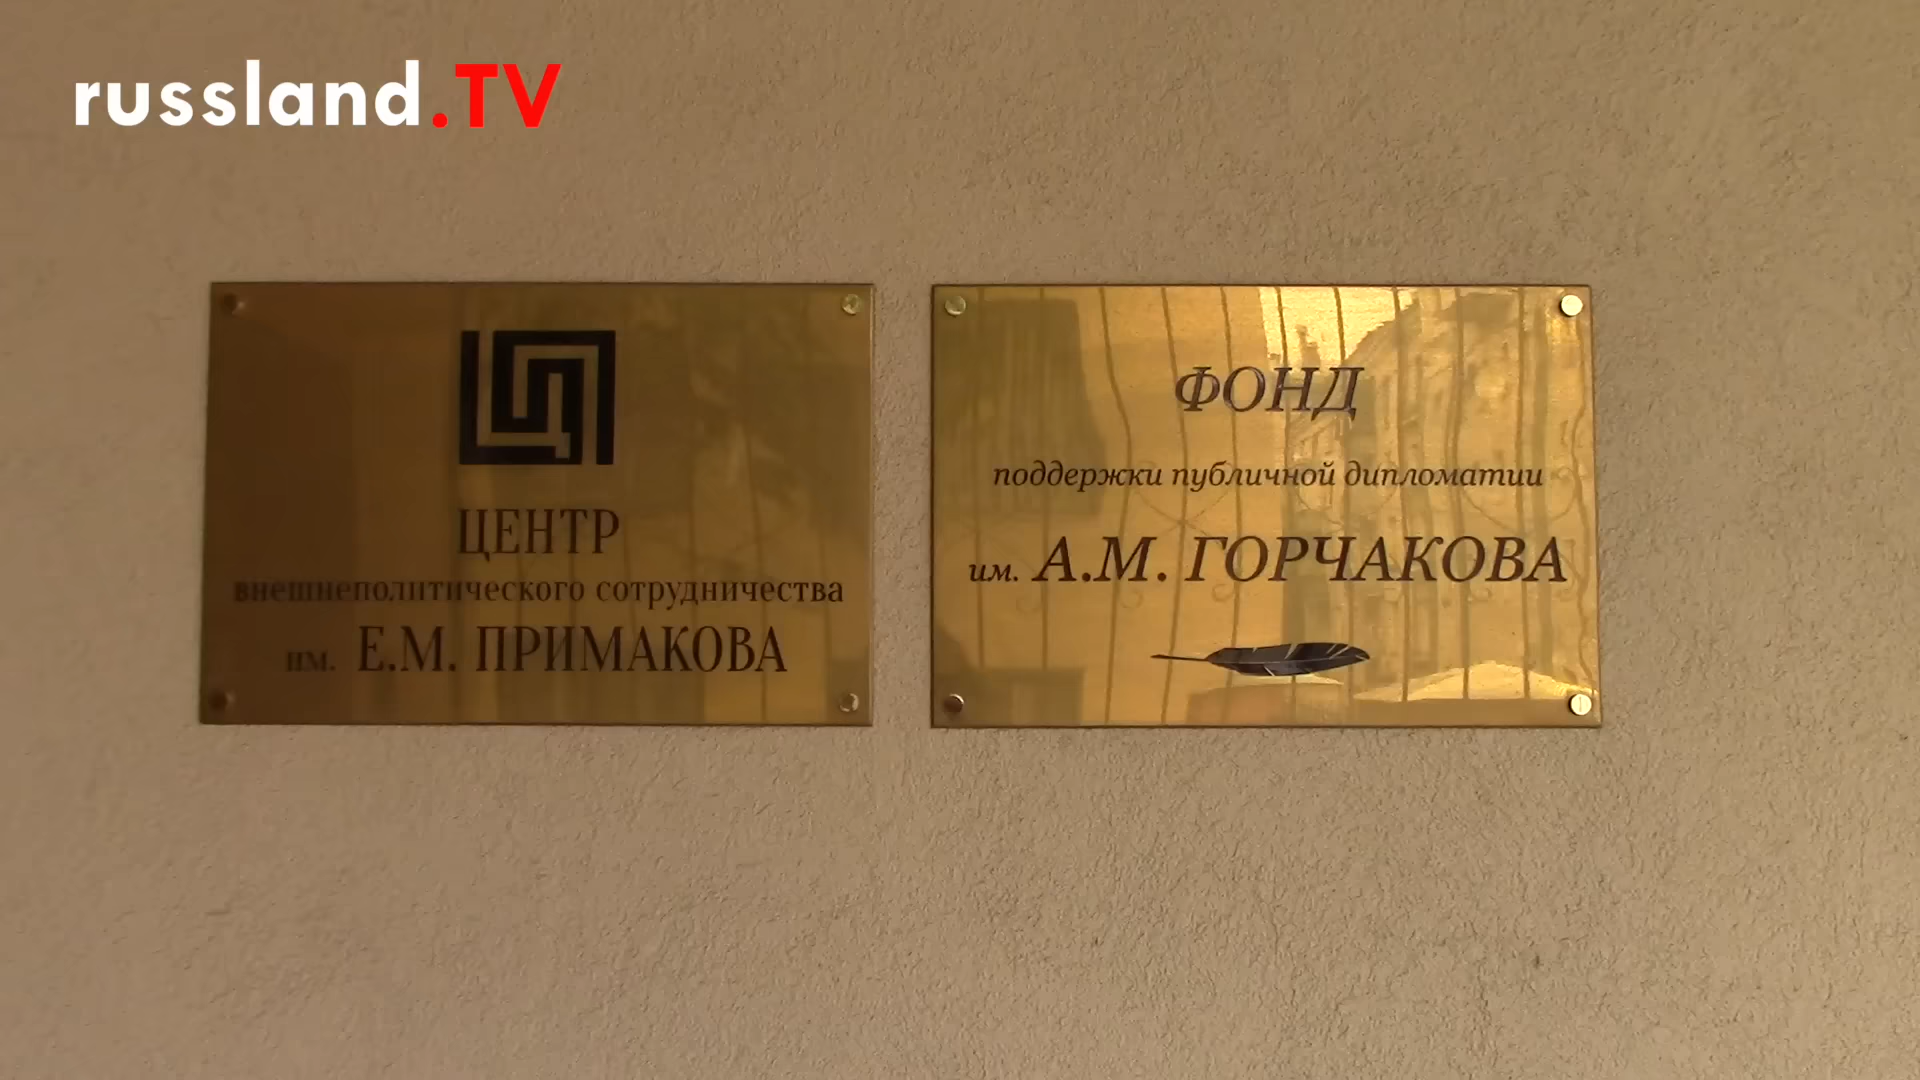 russland.TV
ЦЕНТР
внешнеполитического сотрудничества
им. Е.М. ПРИМАКОВА
ФОНД
поддержки публичной дипломатии
им. А.М. ГОРЧАКОВА